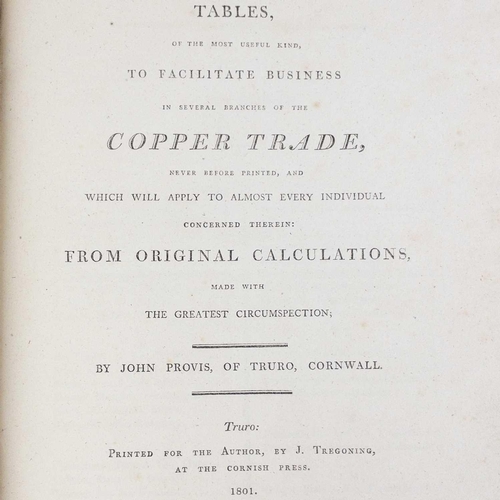 TABLES,
OF THE MOST USEFUL KIND,
TO FACILITATE BUSINESS
IN SEVERAL BRANCHES OF THE
COPPER TRADE,
NEVER BEFORE PRINTED, AND
WHICH WILL APPLY TO ALMOST EVERY INDIVIDUAL
CONCERNED THEREIN:
FROM ORIGINAL CALCULATIONS,
MADE WITH
THE GREATEST CIRCUMSPECTION;
BY JOHN PROVIS, OF TRURO, CORNWALL.
Truro:
PRINTED FOR THE AUTHOR, BY J. TREGONING,
AT THE CORNISH PRESS.
1801.